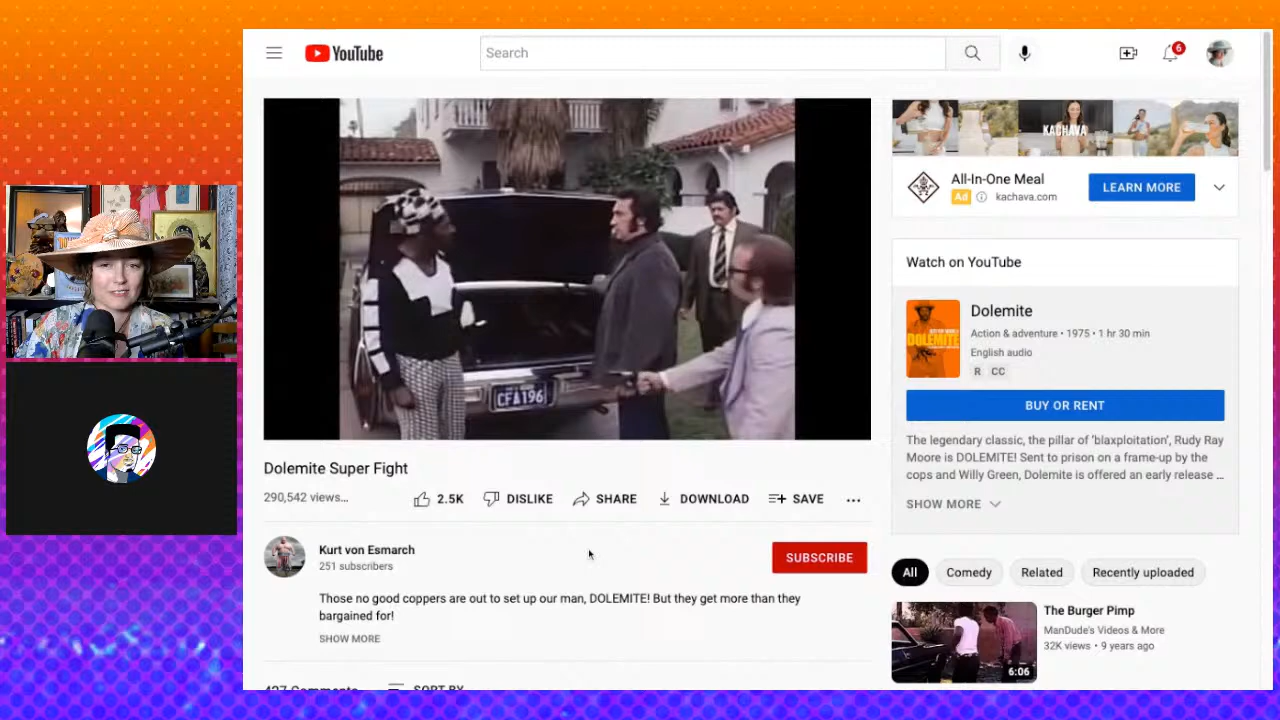 YouTube
Search
6
CFA196
KACHAVA
All-In-One Meal
Ad
kachava.com
LEARN MORE
Watch on YouTube
DOLEMITE
Dolemite
Action & adventure • 1975 • 1 hr 30 min
English audio
R CC
BUY OR RENT
The legendary classic, the pillar of 'blaxploitation', Rudy Ray
Moore is DOLEMITE! Sent to prison on a frame-up by the
cops and Willy Green, Dolemite is offered an early release ...
SHOW MORE
Dolemite Super Fight
290,542 views...
2.5K DISLIKE SHARE DOWNLOAD SAVE
Kurt von Esmarch
251 subscribers
SUBSCRIBE
Those no good coppers are out to set up our man, DOLEMITE! But they get more than they
bargained for!
SHOW MORE
427 Comments SORT BY
All Comedy Related Recently uploaded
The Burger Pimp
ManDude's Videos & More
32K views • 9 years ago
6:06